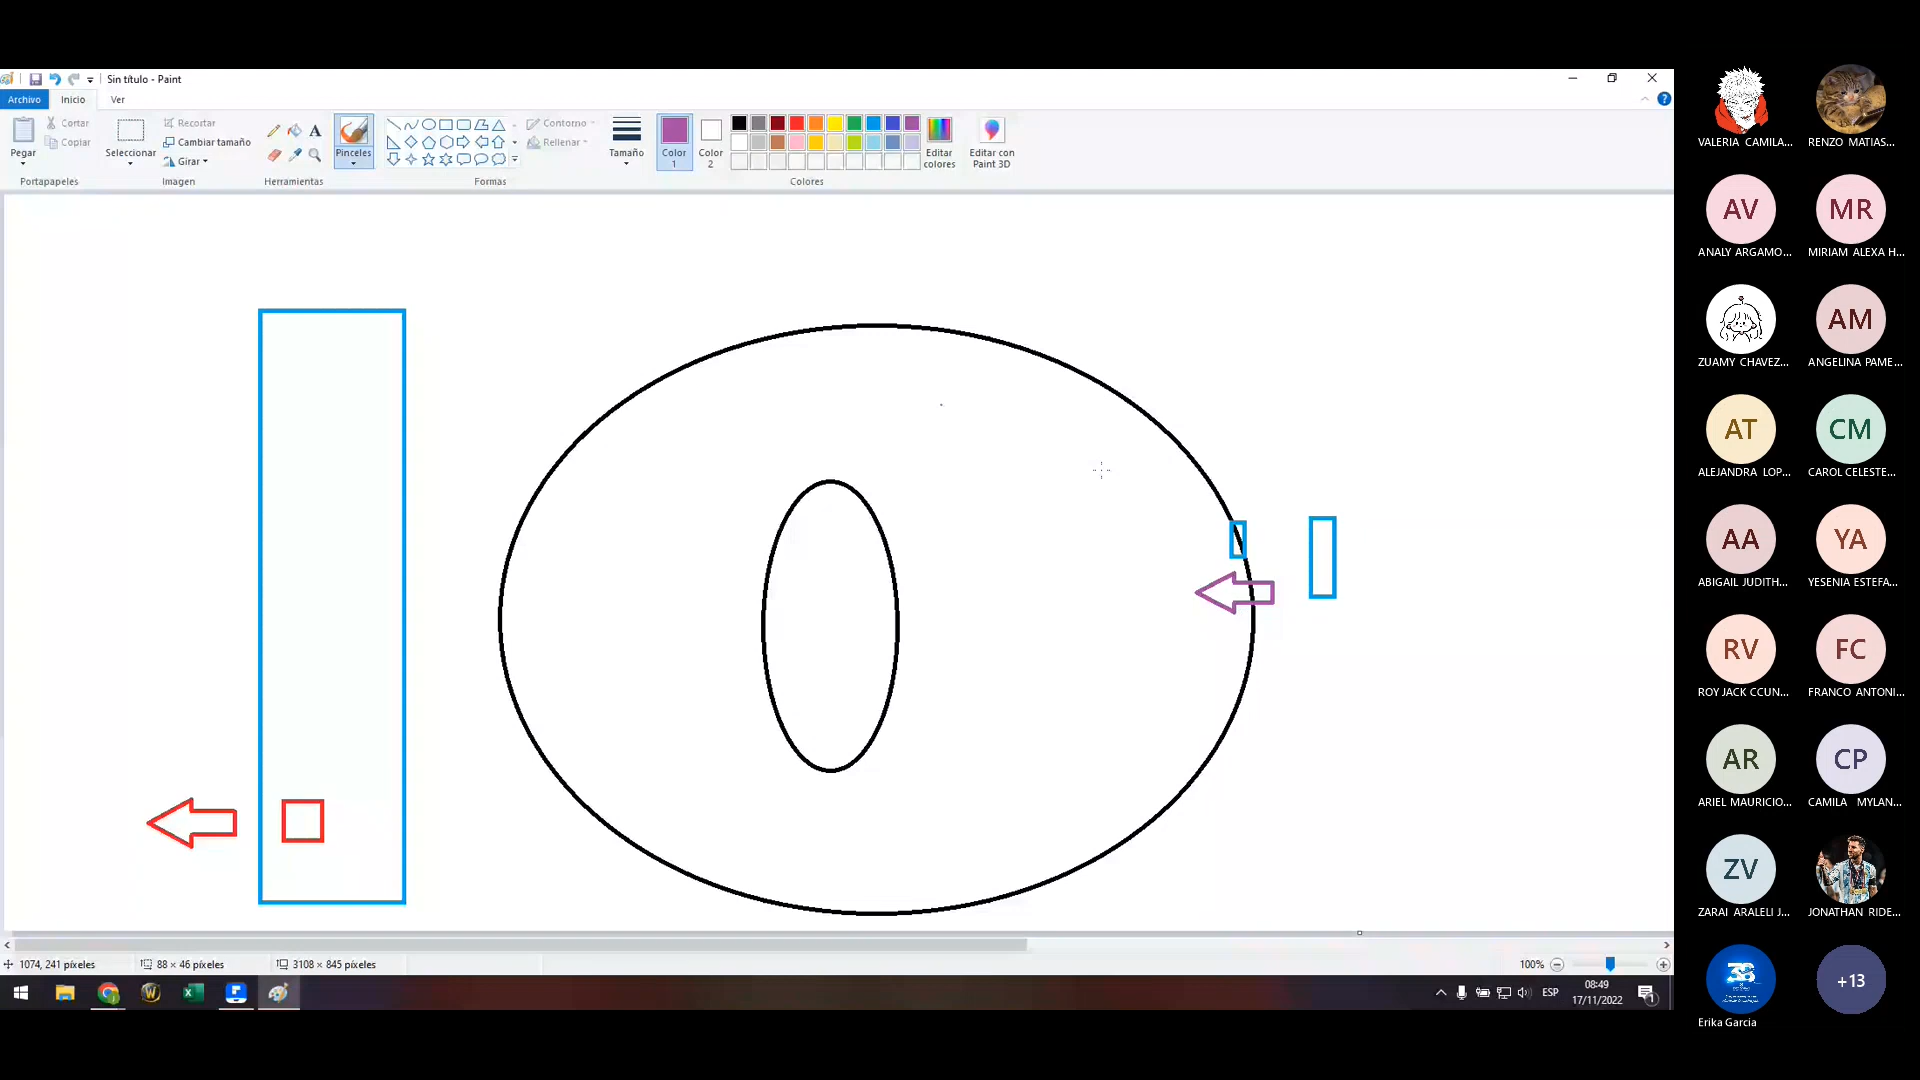 Sin título - Paint
Archivo Inicio Ver
Pegar
Cortar
Copiar
Portapapeles
Seleccionar
Recortar
Cambiar tamaño
Girar
Imagen
A
Herramientas
Pinceles
Contorno
Rellenar
Formas
Tamaño
Color 1
Color 2
Editar colores
Editar con Paint 3D
Colores
1074, 241 píxeles 88 × 46 píxeles 3108 × 845 píxeles 100%
ESP 08:49
17/11/2022
VALERIA CAMILA... RENZO MATIAS...
AV MR
ANALY ARGAMO... MIRIAM ALEXA H...
AM
ZUAMY CHAVEZ... ANGELINA PAME...
AT CM
ALEJANDRA LOP... CAROL CELESTE...
AA YA
ABIGAIL JUDITH... YESENIA ESTEFA...
RV FC
ROY JACK CCUN... FRANCO ANTONI...
AR CP
ARIEL MAURICIO... CAMILA MYLAN...
ZV
ZARAI ARALELI J... JONATHAN RIDE...
+13
Erika Garcia